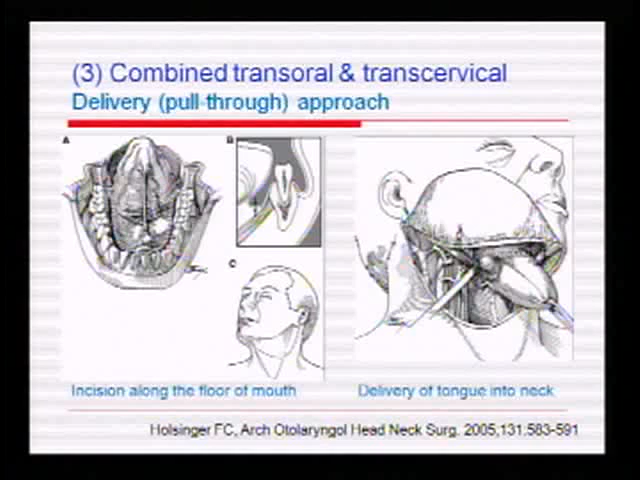 (3) Combined transoral & transcervical
Delivery (pull-through) approach
A
B
C
Incision along the floor of mouth
Delivery of tongue into neck
Holsinger FC, Arch Otolaryngol Head Neck Surg. 2005;131:583-591